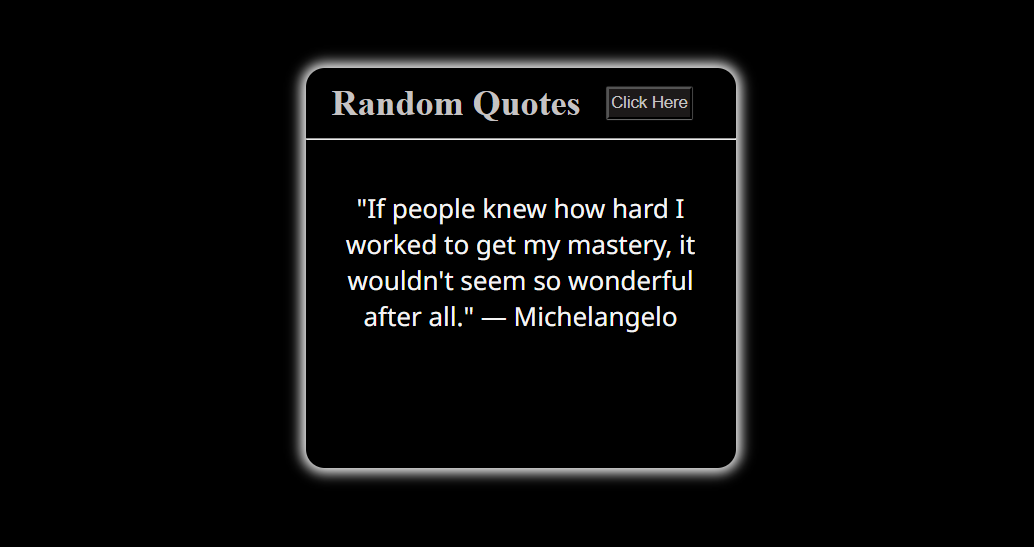 Random Quotes
Click Here
"If people knew how hard I
worked to get my mastery, it
wouldn't seem so wonderful
after all." — Michelangelo